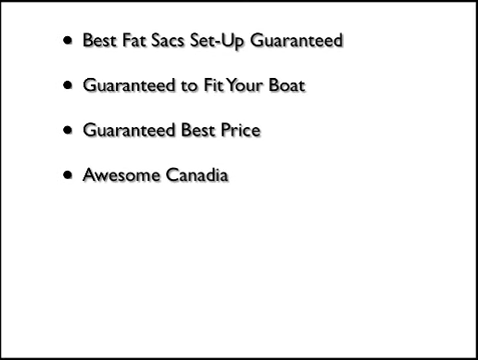 • Best Fat Sacs Set-Up Guaranteed
• Guaranteed to Fit Your Boat
• Guaranteed Best Price
• Awesome Canadia